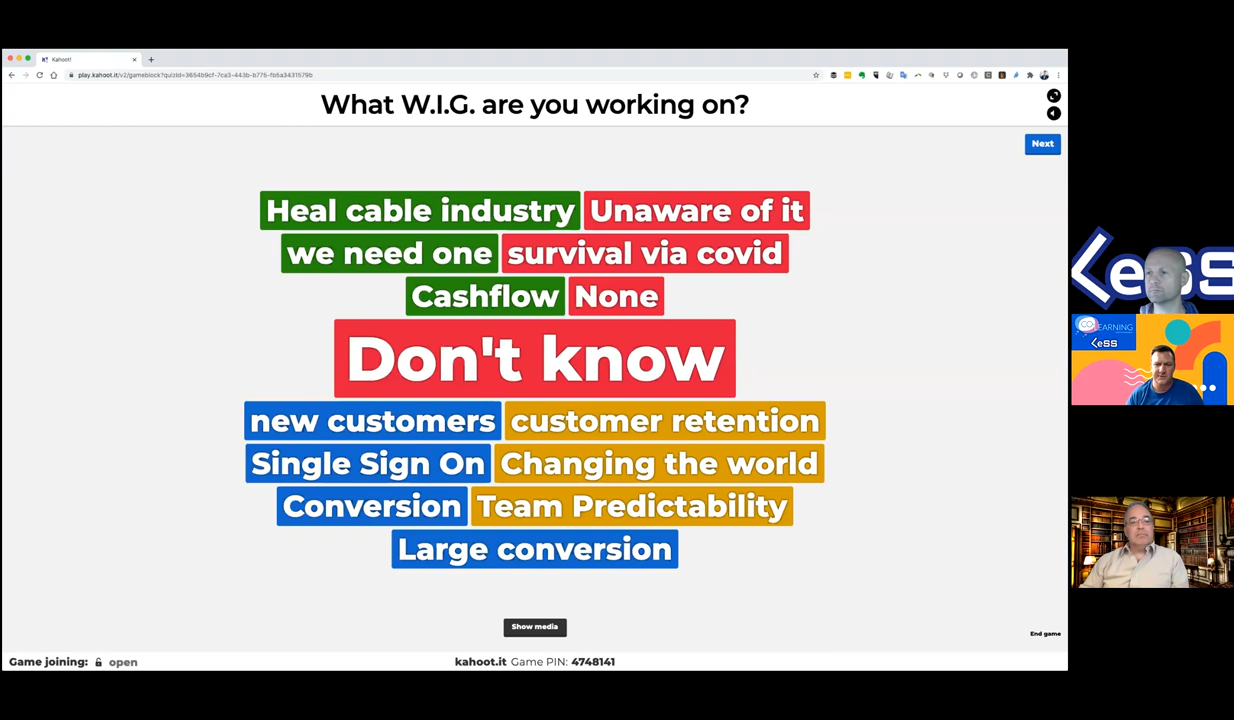 Kahoot!
play.kahoot.it/v2/gameblock?quizId=3654b9cf-7ca3-443b-b775-fb5a3431579b
What W.I.G. are you working on?
Next
Heal cable industry Unaware of it
we need one survival via covid
Cashflow None
Don't know
new customers customer retention
Single Sign On Changing the world
Conversion Team Predictability
Large conversion
Show media
End game
Game joining: open
kahoot.it Game PIN: 4748141
LeSS
CO LEARNING
LeSS